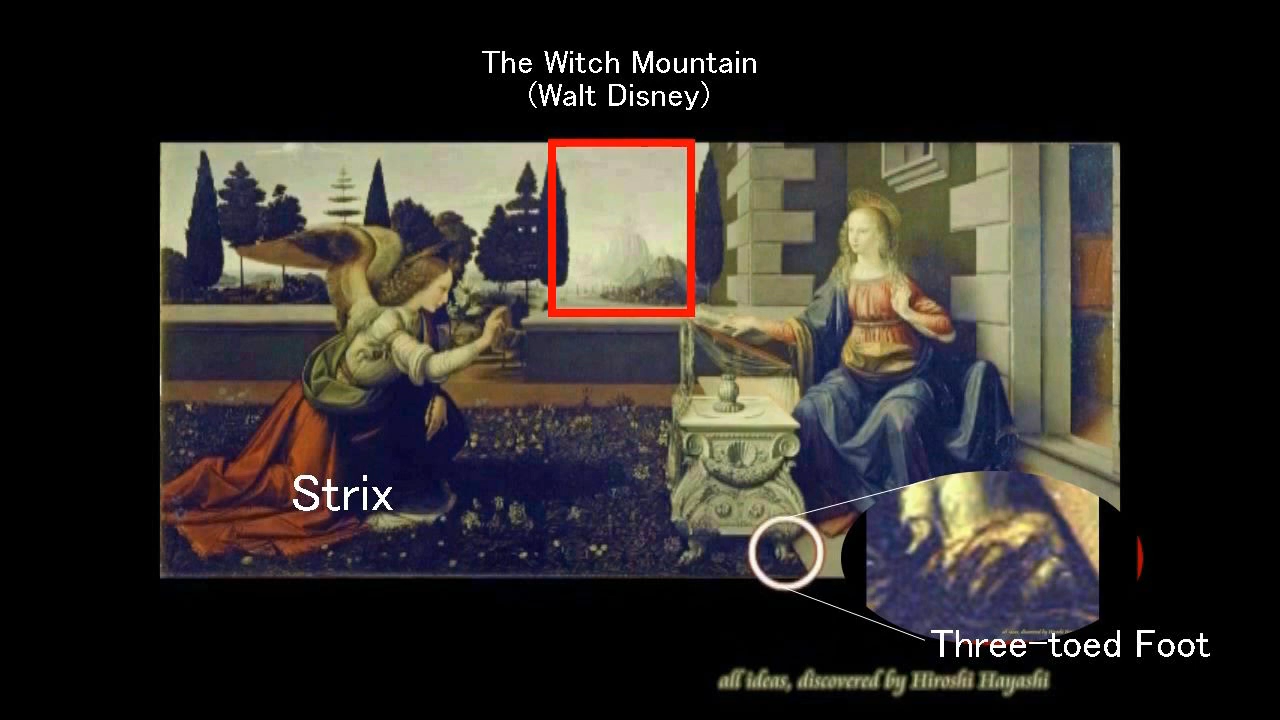 The Witch Mountain
(Walt Disney)
Strix
Three-toed Foot
all ideas, discovered by Hiroshi Hayashi